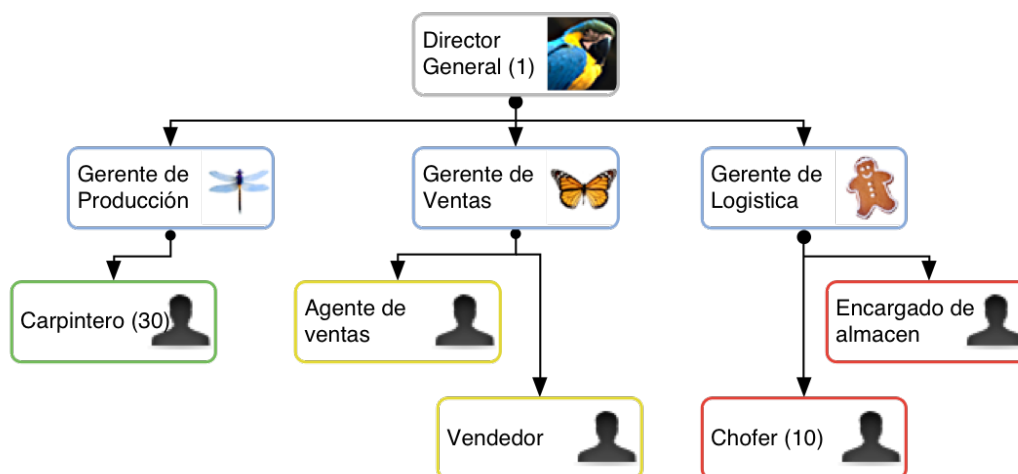 Director
General (1)
Gerente de
Producción
Gerente de
Ventas
Gerente de
Logistica
Carpintero (30)
Agente de
ventas
Encargado de
almacen
Vendedor
Chofer (10)